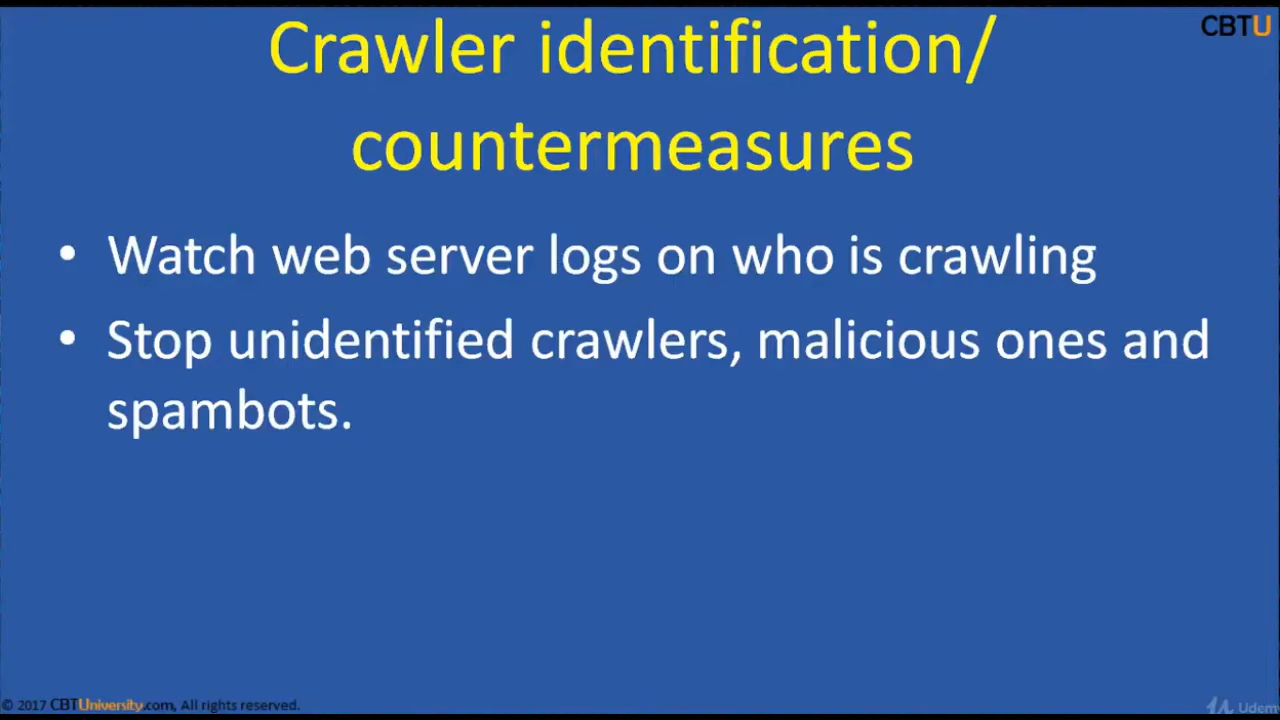 CBTU
Crawler identification/
countermeasures
• Watch web server logs on who is crawling
• Stop unidentified crawlers, malicious ones and
spambots.
© 2017 CBTUniversity.com, All rights reserved.